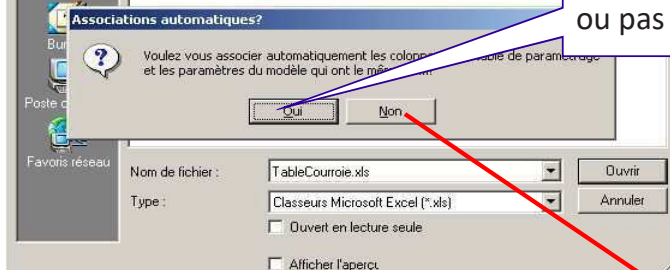 ou pas
Associations automatiques?
Voulez vous associer automatiquement les colonnes de paramétrage
et les paramètres du modèle qui ont le
Oui
Non
Poste
Favoris réseau
Nom de fichier :
TableCourroie.xls
Ouvrir
Type :
Classeurs Microsoft Excel (*.xls)
Annuler
Ouvert en lecture seule
Afficher l'aperçu